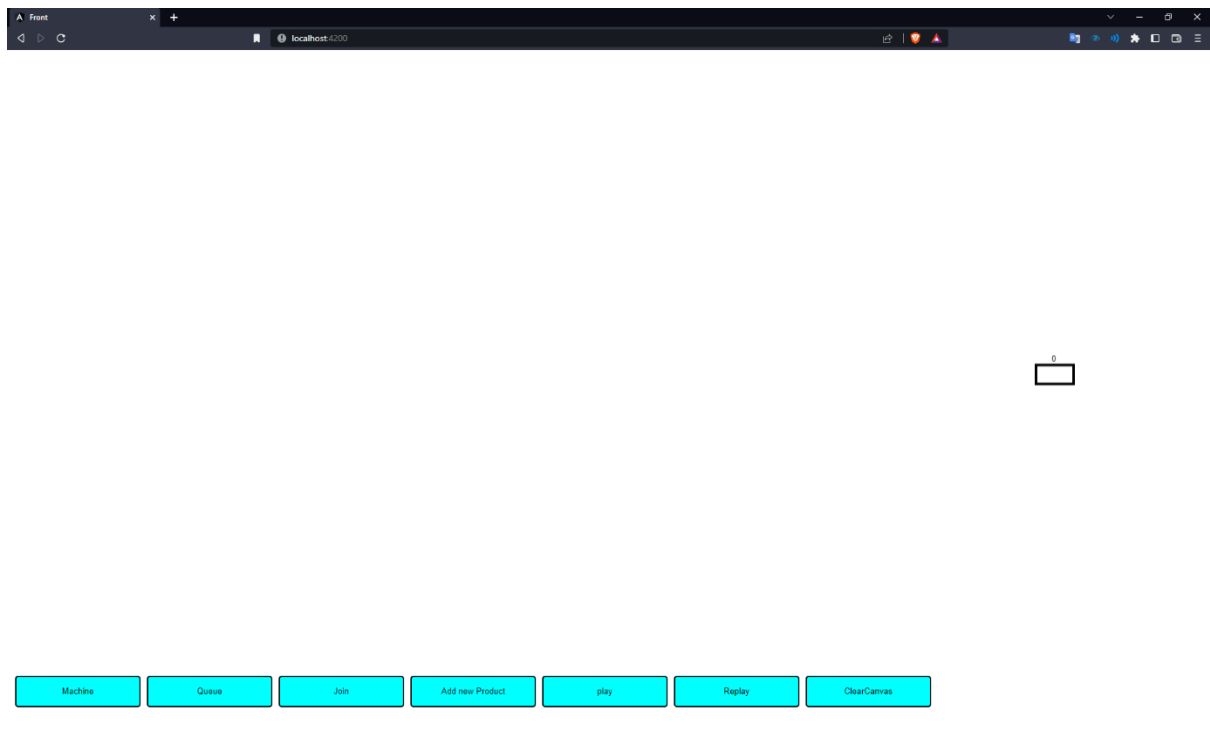 Front
localhost:4200
0
Machine
Queue
Join
Add new Product
play
Replay
ClearCanvas